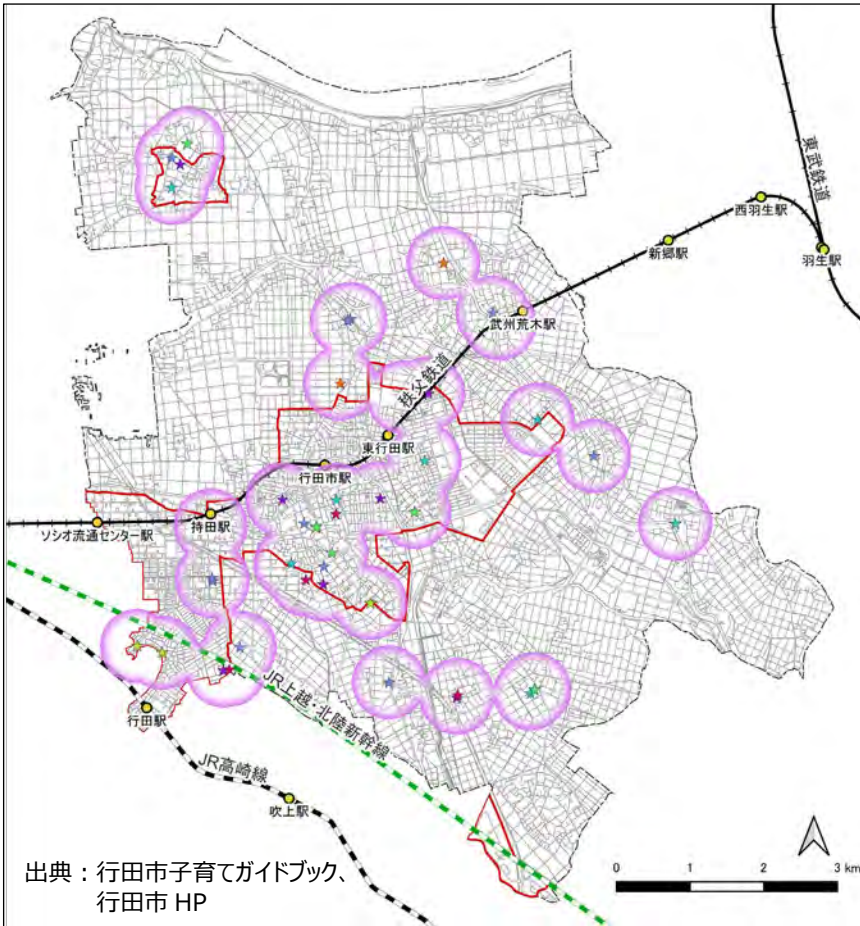 東武鉄道
西羽生駅
新郷駅
羽生駅
武州荒木駅
秩父鉄道
東行田駅
行田市駅
持田駅
ソシオ流通センター駅
JR上越・北陸新幹線
行田駅
JR高崎線
吹上駅
出典:行田市子育てガイドブック、
行田市 HP
0 1 2 3 km